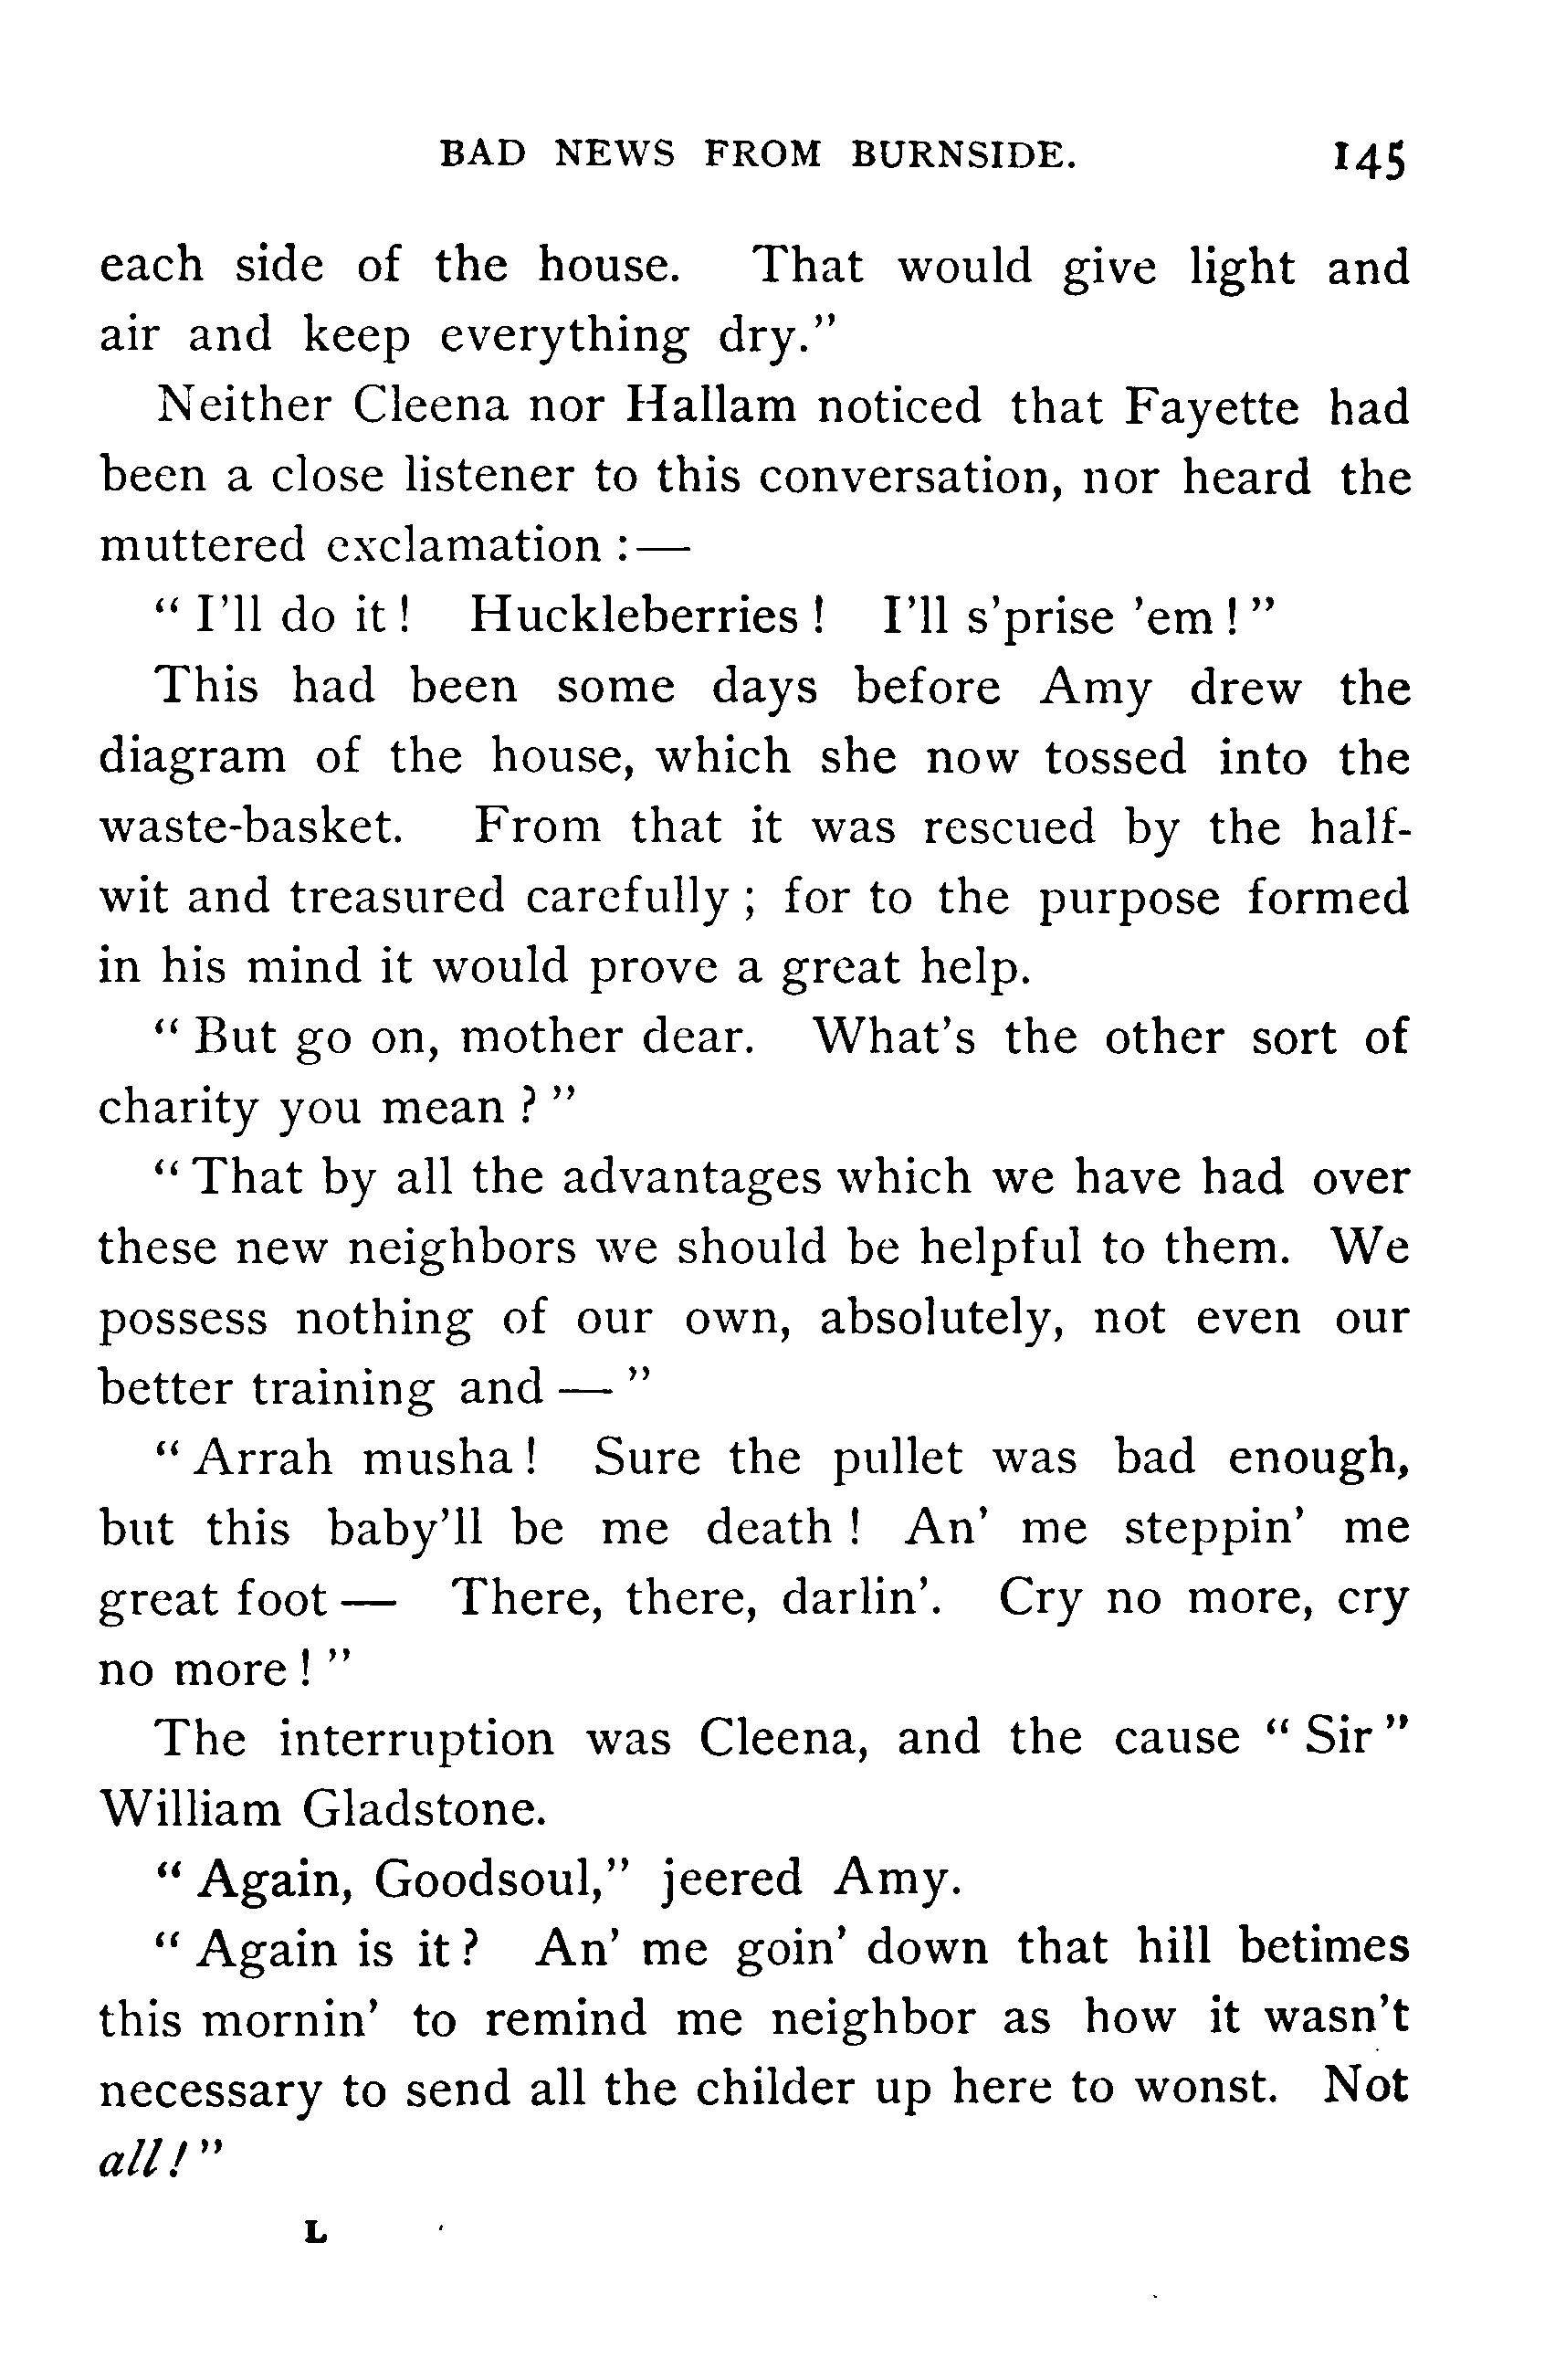 BAD NEWS FROM BURNSIDE. 145
each side of the house. That would give light and
air and keep everything dry.”
Neither Cleena nor Hallam noticed that Fayette had
been a close listener to this conversation, nor heard the
muttered exclamation :—
“ I’ll do it ! Huckleberries ! I’ll s’prise ’em ! ”
This had been some days before Amy drew the
diagram of the house, which she now tossed into the
waste-basket. From that it was rescued by the half-
wit and treasured carefully ; for to the purpose formed
in his mind it would prove a great help.
“ But go on, mother dear. What’s the other sort of
charity you mean ? ”
“ That by all the advantages which we have had over
these new neighbors we should be helpful to them. We
possess nothing of our own, absolutely, not even our
better training and — ”
“ Arrah musha ! Sure the pullet was bad enough,
but this baby’ll be me death ! An’ me steppin’ me
great foot — There, there, darlin’. Cry no more, cry
no more ! ”
The interruption was Cleena, and the cause “ Sir ”
William Gladstone.
“ Again, Goodsoul,” jeered Amy.
“ Again is it ? An’ me goin’ down that hill betimes
this mornin’ to remind me neighbor as how it wasn’t
necessary to send all the childer up here to wonst. Not
all ! ”
L